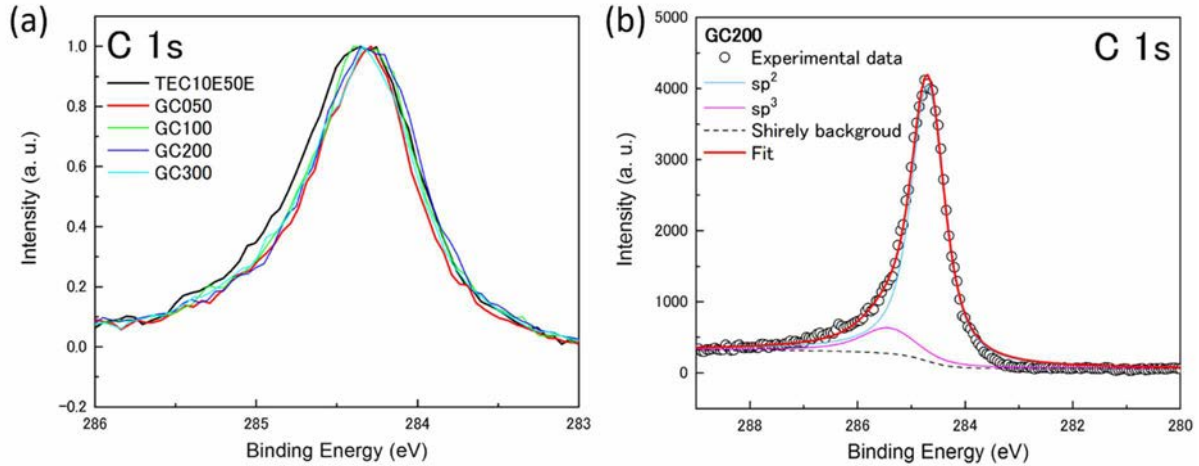 (a)
C 1s
TEC10E50E
GC050
GC100
GC200
GC300
1.0
0.8
0.6
0.4
0.2
0.0
−0.2
Intensity (a. u.)
286
285
284
283
Binding Energy (eV)
(b)
GC200
C 1s
Experimental data
sp²
sp³
Shirely backgroud
Fit
5000
4000
3000
2000
1000
0
Intensity (a. u.)
288
286
284
282
280
Binding Energy (eV)